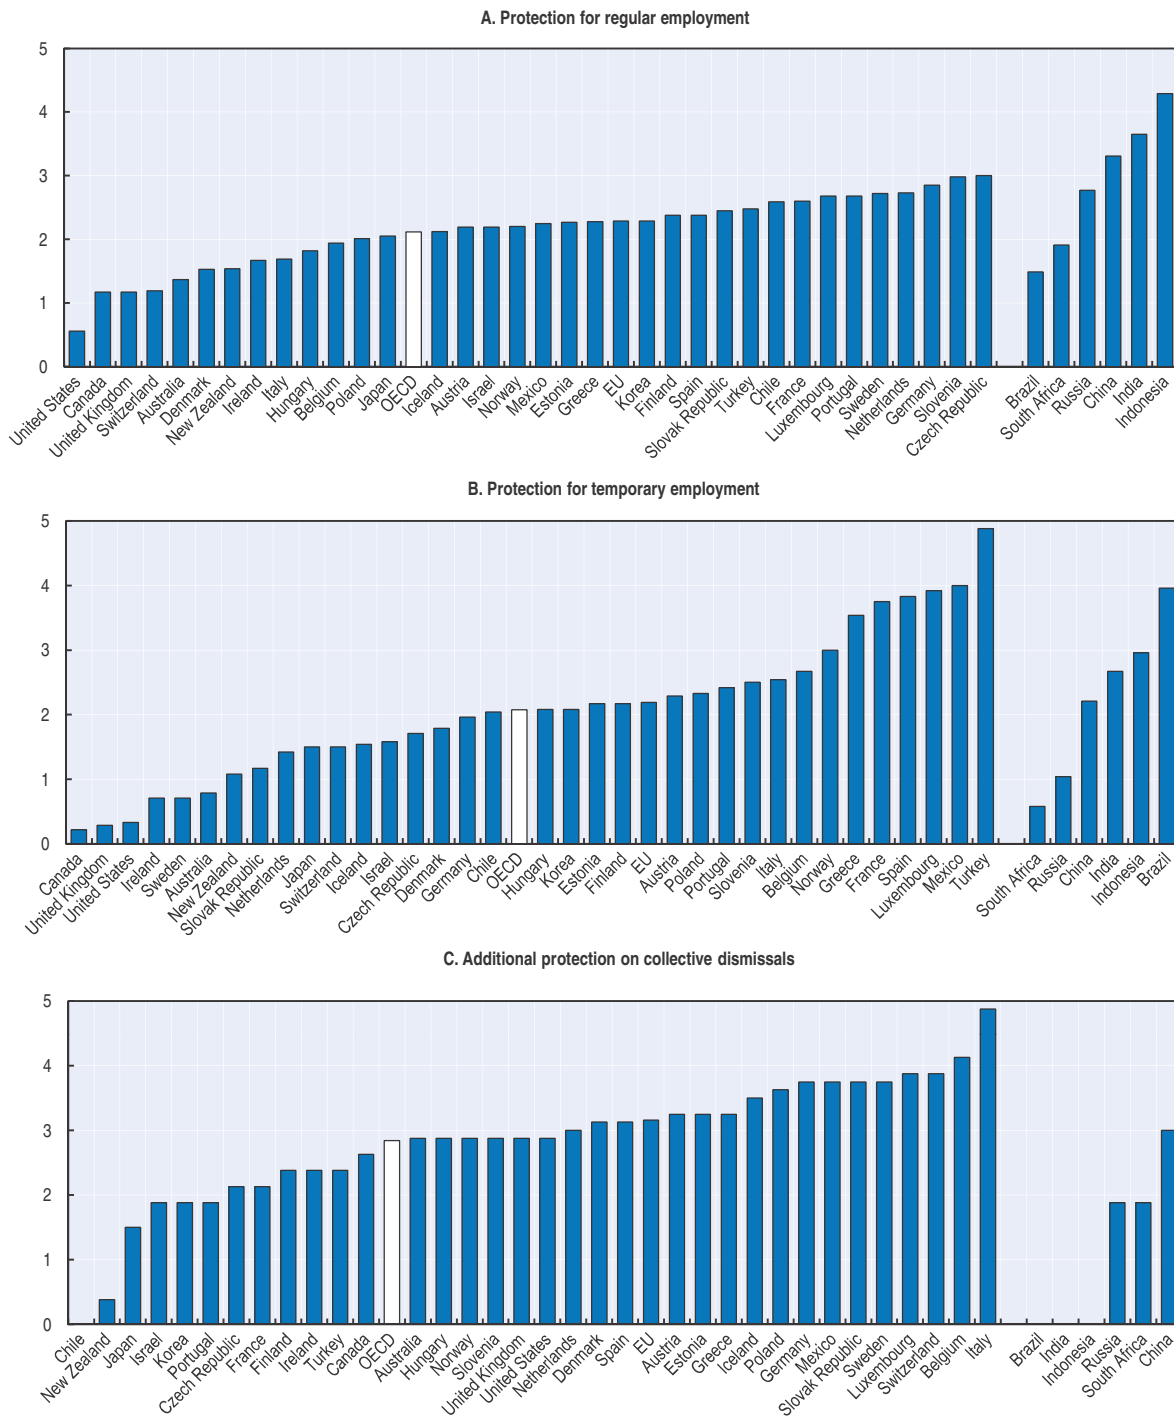 A. Protection for regular employment
5
4
3
2
1
0
United States
Canada
United Kingdom
Switzerland
Australia
Denmark
New Zealand
Ireland
Italy
Hungary
Belgium
Poland
Japan
OECD
Iceland
Austria
Israel
Norway
Mexico
Estonia
Greece
EU
Korea
Finland
Spain
Slovak Republic
Turkey
Chile
France
Luxembourg
Portugal
Sweden
Netherlands
Germany
Slovenia
Czech Republic
Brazil
South Africa
Russia
China
India
Indonesia
B. Protection for temporary employment
5
4
3
2
1
0
Canada
United Kingdom
United States
Ireland
Sweden
Australia
New Zealand
Slovak Republic
Netherlands
Japan
Switzerland
Iceland
Israel
Czech Republic
Denmark
Germany
Chile
OECD
Hungary
Korea
Estonia
Finland
EU
Austria
Poland
Portugal
Slovenia
Italy
Belgium
Norway
Greece
France
Spain
Luxembourg
Mexico
Turkey
South Africa
Russia
China
India
Indonesia
Brazil
C. Additional protection on collective dismissals
5
4
3
2
1
0
Chile
New Zealand
Japan
Israel
Korea
Portugal
Czech Republic
France
Finland
Ireland
Turkey
Canada
OECD
Australia
Hungary
Norway
Slovenia
United Kingdom
United States
Netherlands
Denmark
Spain
EU
Austria
Estonia
Greece
Iceland
Poland
Germany
Mexico
Slovak Republic
Sweden
Luxembourg
Switzerland
Belgium
Italy
Brazil
India
Indonesia
Russia
South Africa
China